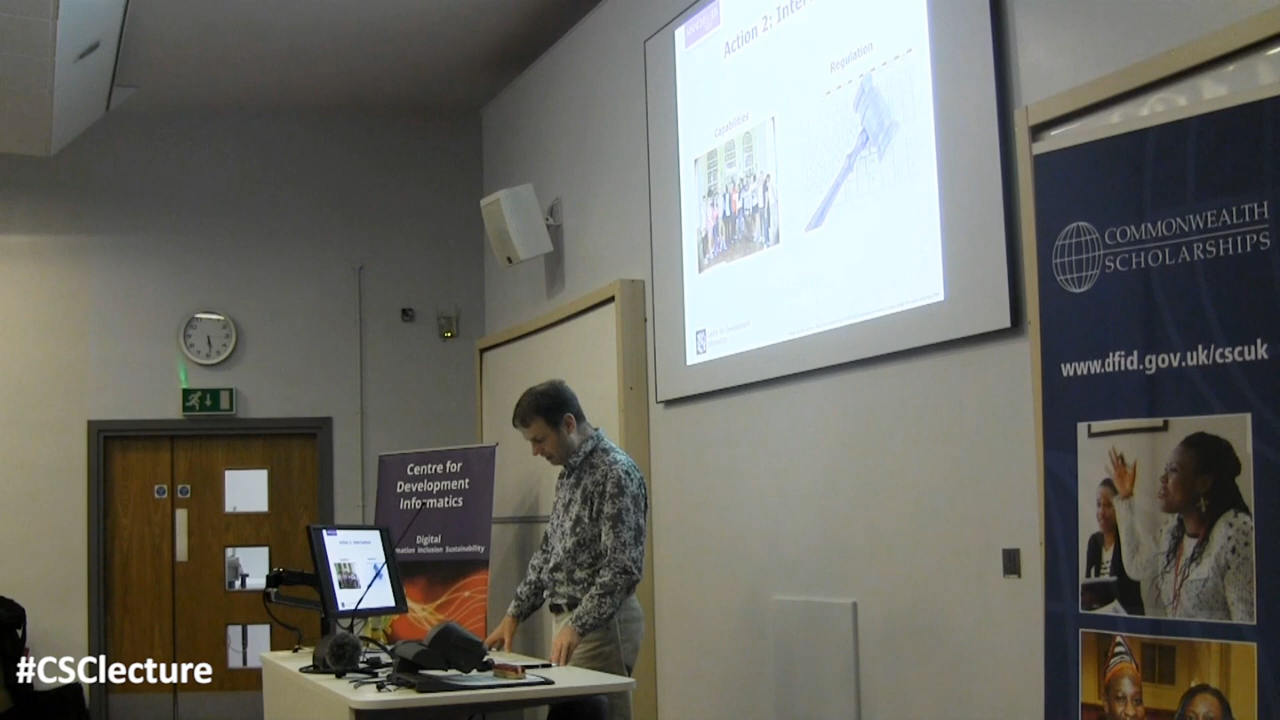 Action 2: Inter
Regulation
Capabilities
COMMONWEALTH
SCHOLARSHIPS
www.dfid.gov.uk/cscuk
Centre for
Development
Informatics
Digital
mation Inclusion Sustainability
#CSClecture